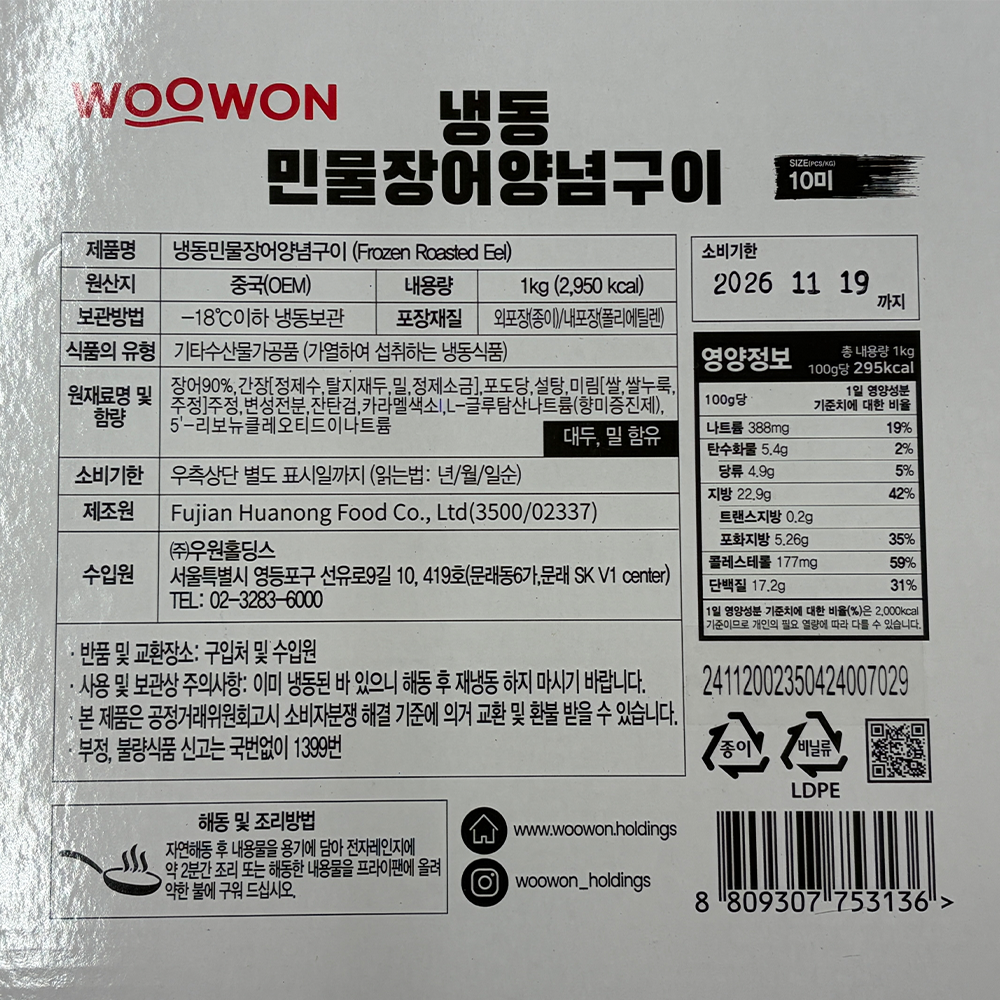 WOOWON
냉동
민물장어양념구이
SIZE(PCS/KG)
10미
제품명 냉동민물장어양념구이 (Frozen Roasted Eel)
원산지 중국(OEM) 내용량 1kg (2,950 kcal)
보관방법 -18℃이하 냉동보관 포장재질 외포장(종이)/내포장(폴리에틸렌)
식품의 유형 기타수산물가공품 (가열하여 섭취하는 냉동식품)
원재료명 및 함량
장어90%,간장[정제수,탈지재두,밀,정제소금],포도당,설탕,미림[쌀,쌀누룩,
주정]주정,변성전분,잔탄검,카라멜색소I,L-글루탐산나트륨(향미증진제),
5'-리보뉴클레오티드이나트륨
대두, 밀 함유
소비기한 우측상단 별도 표시일까지 (읽는법: 년/월/일순)
제조원 Fujian Huanong Food Co., Ltd(3500/02337)
수입원
㈜우원홀딩스
서울특별시 영등포구 선유로9길 10, 419호(문래동6가,문래 SK V1 center)
TEL: 02-3283-6000
· 반품 및 교환장소: 구입처 및 수입원
· 사용 및 보관상 주의사항: 이미 냉동된 바 있으니 해동 후 재냉동 하지 마시기 바랍니다.
· 본 제품은 공정거래위원회고시 소비자분쟁 해결 기준에 의거 교환 및 환불 받을 수 있습니다.
· 부정, 불량식품 신고는 국번없이 1399번
소비기한
2026 11 19 까지
영양정보 총 내용량 1kg
100g당 295kcal
100g당 1일 영양성분
기준치에 대한 비율
나트륨 388mg 19%
탄수화물 5.4g 2%
당류 4.9g 5%
지방 22.9g 42%
트랜스지방 0.2g
포화지방 5.26g 35%
콜레스테롤 177mg 59%
단백질 17.2g 31%
1일 영양성분 기준치에 대한 비율(%)은 2,000kcal
기준이므로 개인의 필요 열량에 따라 다를 수 있습니다.
24112002350424007029
종이 비닐류
LDPE
해동 및 조리방법
자연해동 후 내용물을 용기에 담아 전자레인지에
약 2분간 조리 또는 해동한 내용물을 프라이팬에 올려
약한 불에 구워 드십시오.
www.woowon.holdings
woowon_holdings
8 809307 753136 >